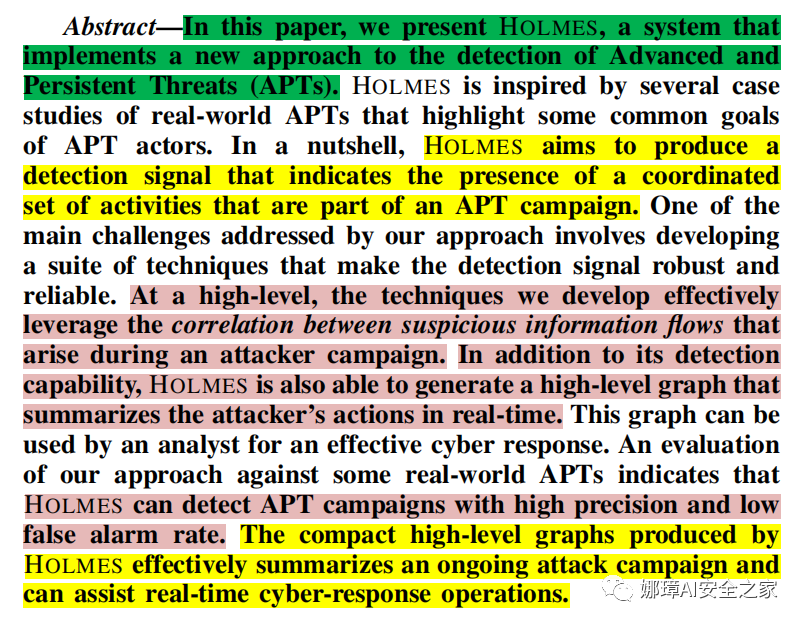 Abstract—In this paper, we present HOLMES, a system that
implements a new approach to the detection of Advanced and
Persistent Threats (APTs). HOLMES is inspired by several case
studies of real-world APTs that highlight some common goals
of APT actors. In a nutshell, HOLMES aims to produce a
detection signal that indicates the presence of a coordinated
set of activities that are part of an APT campaign. One of the
main challenges addressed by our approach involves developing
a suite of techniques that make the detection signal robust and
reliable. At a high-level, the techniques we develop effectively
leverage the correlation between suspicious information flows that
arise during an attacker campaign. In addition to its detection
capability, HOLMES is also able to generate a high-level graph that
summarizes the attacker's actions in real-time. This graph can be
used by an analyst for an effective cyber response. An evaluation
of our approach against some real-world APTs indicates that
HOLMES can detect APT campaigns with high precision and low
false alarm rate. The compact high-level graphs produced by
HOLMES effectively summarizes an ongoing attack campaign and
can assist real-time cyber-response operations.
娜璋AI安全之家